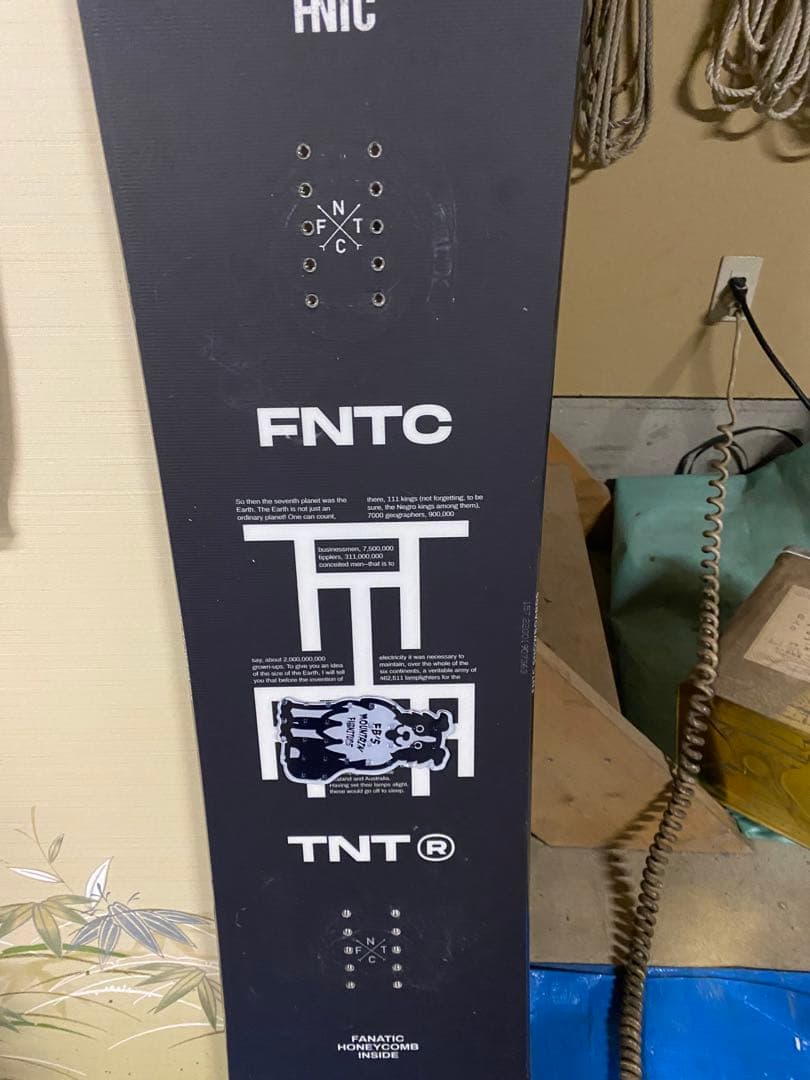 FNTC
N
F T
C
FNTC
So then the seventh planet was the
Earth. The Earth is not just an
ordinary planet! One can count,
there, 111 kings (not forgetting, to be
sure, the Negro kings among them),
7000 geographers, 900,000
businessmen, 7,500,000
tipplers, 311,000,000
conceited men—that is to
say, about 2,000,000,000
grown-ups. To give you an idea
of the size of the Earth, I will tell
you that before the invention of
electricity it was necessary to
maintain, over the whole of the
six continents, a veritable army of
462,511 lamplighters for the
EB'S
MOUNTAIN
FURNITURE
and Australia.
Having set their lamps alight,
these would go off to sleep.
TNT ®
N
F T
C
FANATIC
HONEYCOMB
INSIDE